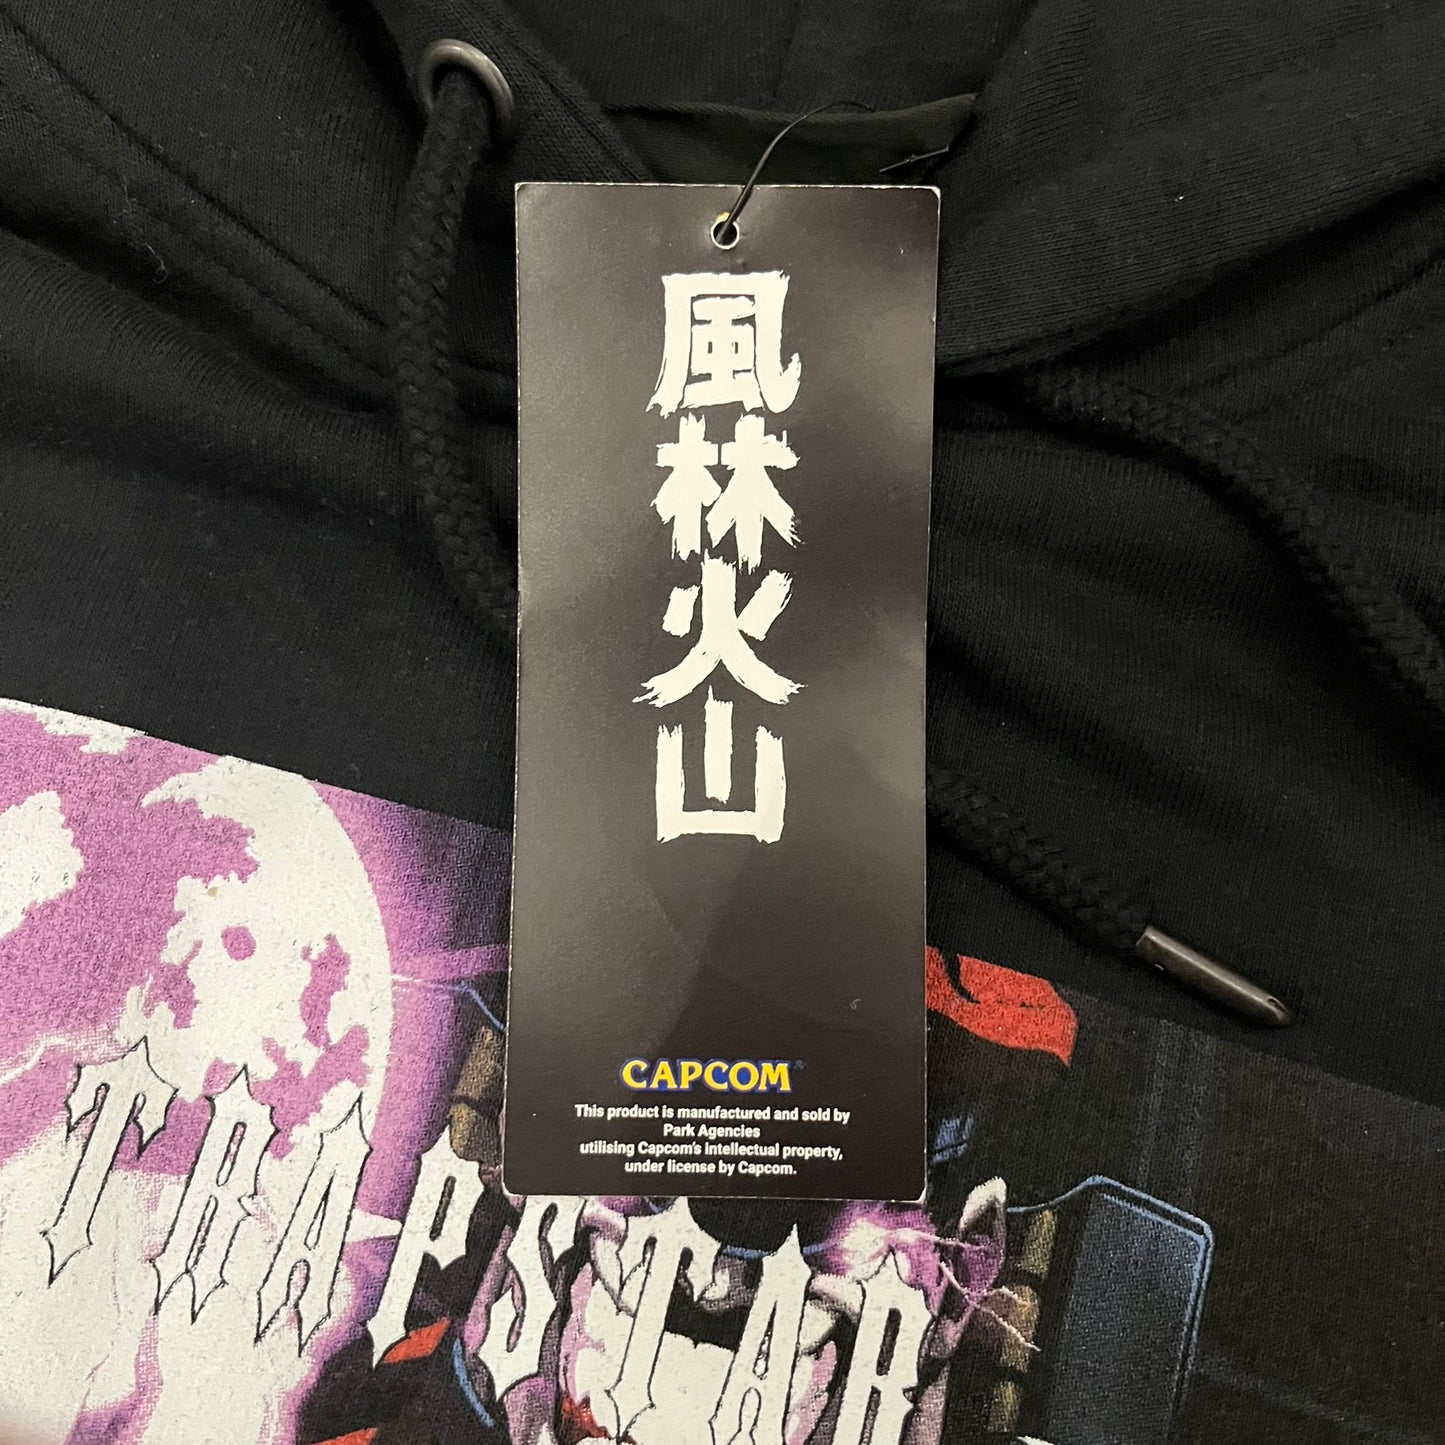 風林火山
CAPCOM
This product is manufactured and sold by
Park Agencies
utilising Capcom's intellectual property,
under license by Capcom.
TRAPSTAR